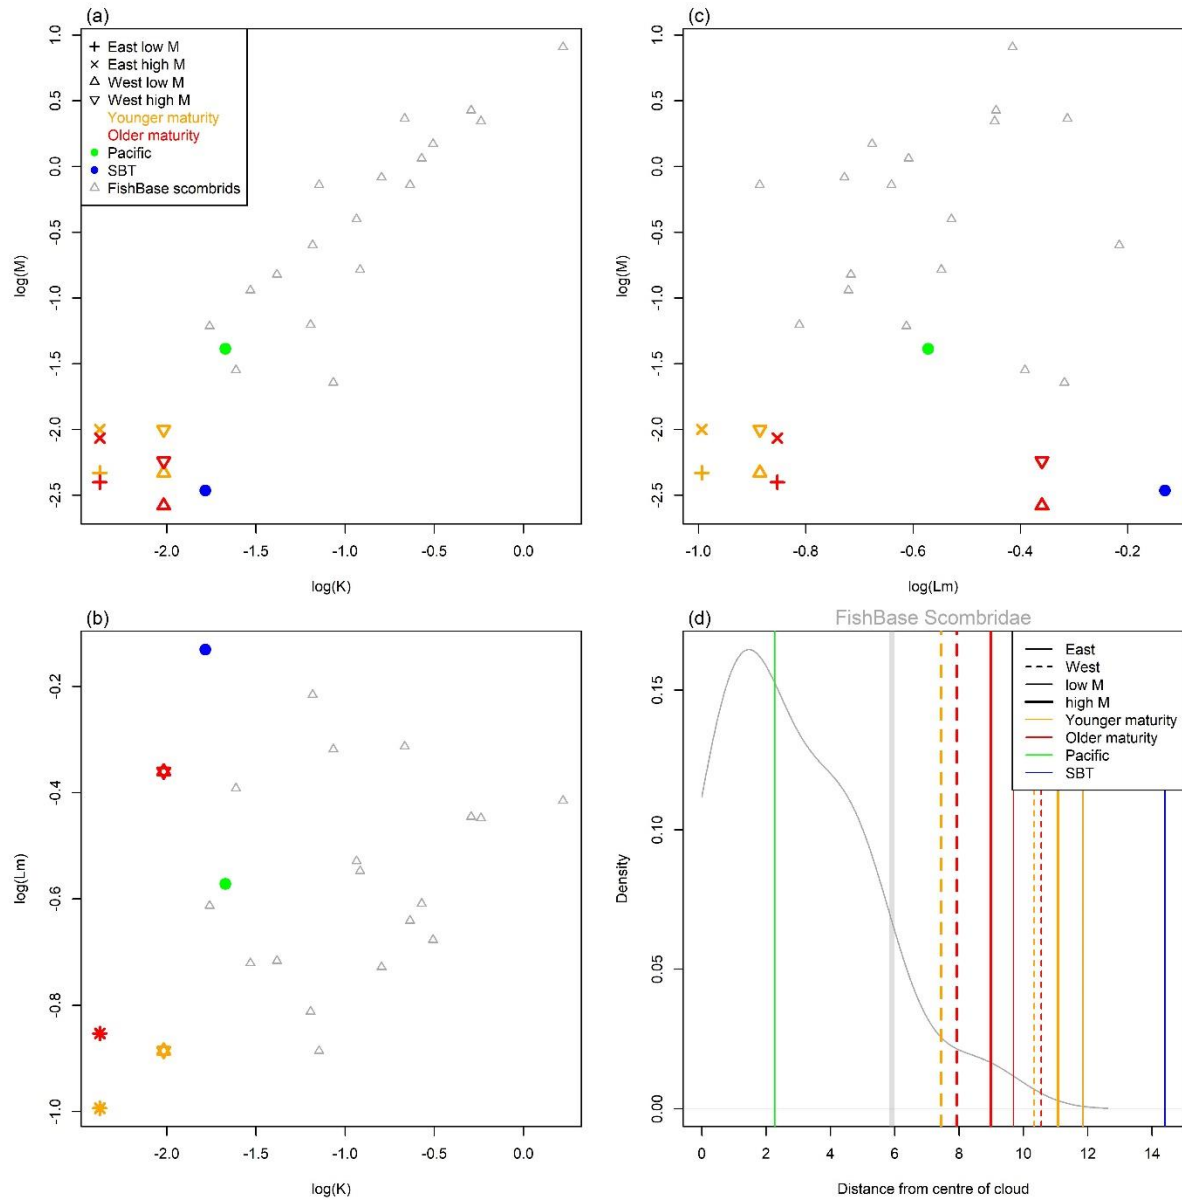 (a)
East low M
East high M
West low M
West high M
Younger maturity
Older maturity
Pacific
SBT
FishBase scombrids
log(M)
1.0
0.5
0.0
-0.5
-1.0
-1.5
-2.0
-2.5
-2.0
-1.5
-1.0
-0.5
0.0
log(K)
(c)
log(M)
1.0
0.5
0.0
-0.5
-1.0
-1.5
-2.0
-2.5
-1.0
-0.8
-0.6
-0.4
-0.2
log(Lm)
(b)
log(Lm)
-0.2
-0.4
-0.6
-0.8
-1.0
-2.0
-1.5
-1.0
-0.5
0.0
log(K)
(d)
FishBase Scombridae
East
West
low M
high M
Younger maturity
Older maturity
Pacific
SBT
Density
0.15
0.10
0.05
0.00
0
2
4
6
8
10
12
14
Distance from centre of cloud